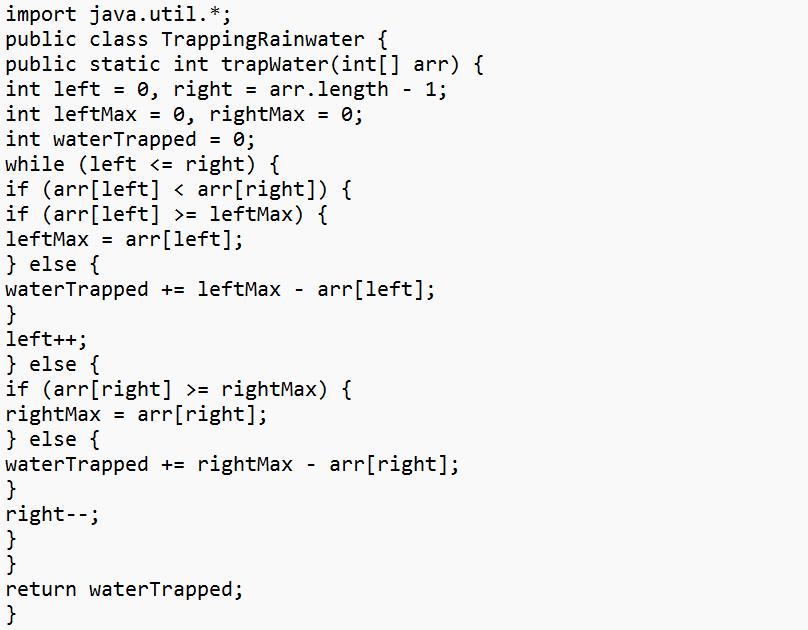 import java.util.*;
public class TrappingRainwater {
public static int trapWater(int[] arr) {
int left = 0, right = arr.length - 1;
int leftMax = 0, rightMax = 0;
int waterTrapped = 0;
while (left <= right) {
if (arr[left] < arr[right]) {
if (arr[left] >= leftMax) {
leftMax = arr[left];
} else {
waterTrapped += leftMax - arr[left];
}
left++;
} else {
if (arr[right] >= rightMax) {
rightMax = arr[right];
} else {
waterTrapped += rightMax - arr[right];
}
right--;
}
}
return waterTrapped;
}